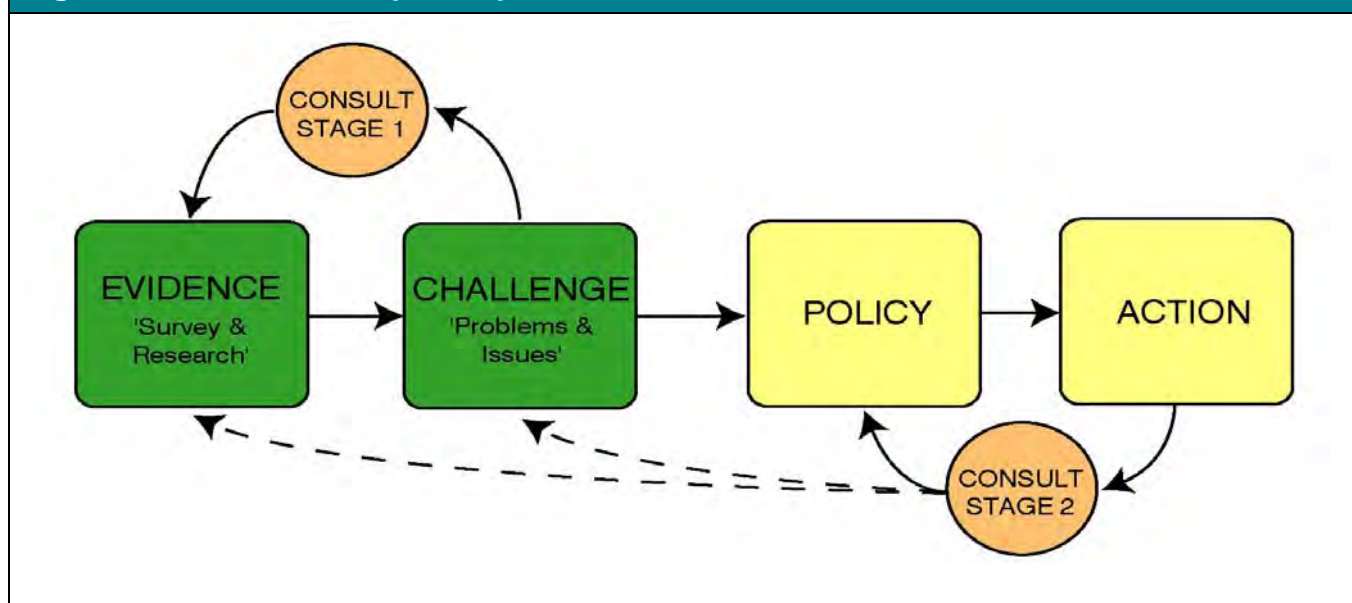 CONSULT
STAGE 1
EVIDENCE
'Survey &
Research'
CHALLENGE
'Problems &
Issues'
POLICY
ACTION
CONSULT
STAGE 2